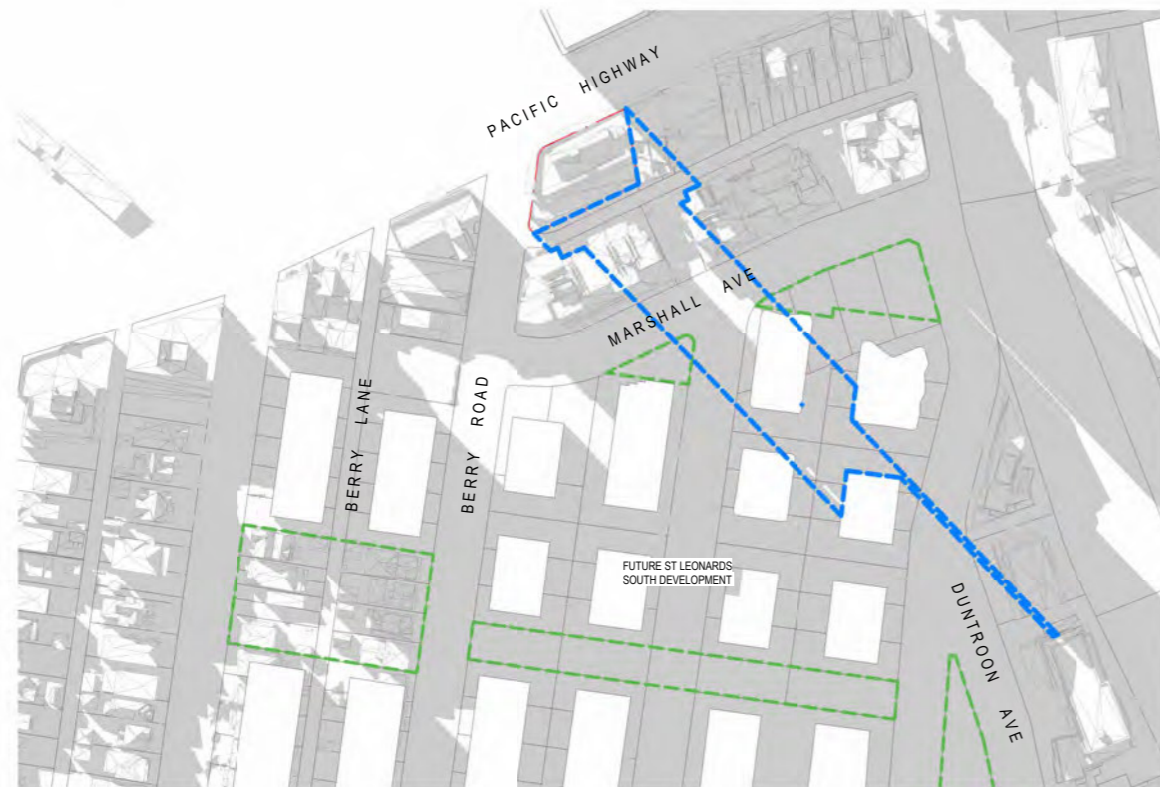 PACIFIC HIGHWAY
MARSHALL AVE
BERRY LANE
BERRY ROAD
FUTURE ST LEONARDS
SOUTH DEVELOPMENT
DUNTROON AVE